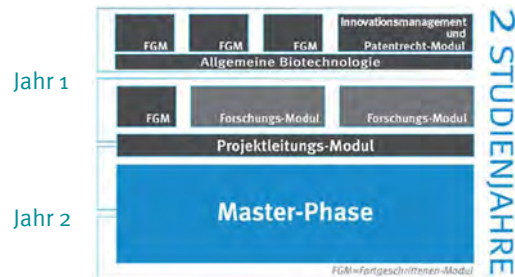 Innovationsmanagement
und
FGM FGM FGM Patentrecht-Modul
Allgemeine Biotechnologie
Jahr 1
FGM Forschungs-Modul Forschungs-Modul
Projektleitungs-Modul
Master-Phase
Jahr 2
FGM=Fortgeschrittenen-Modul
2 STUDIENJAHRE